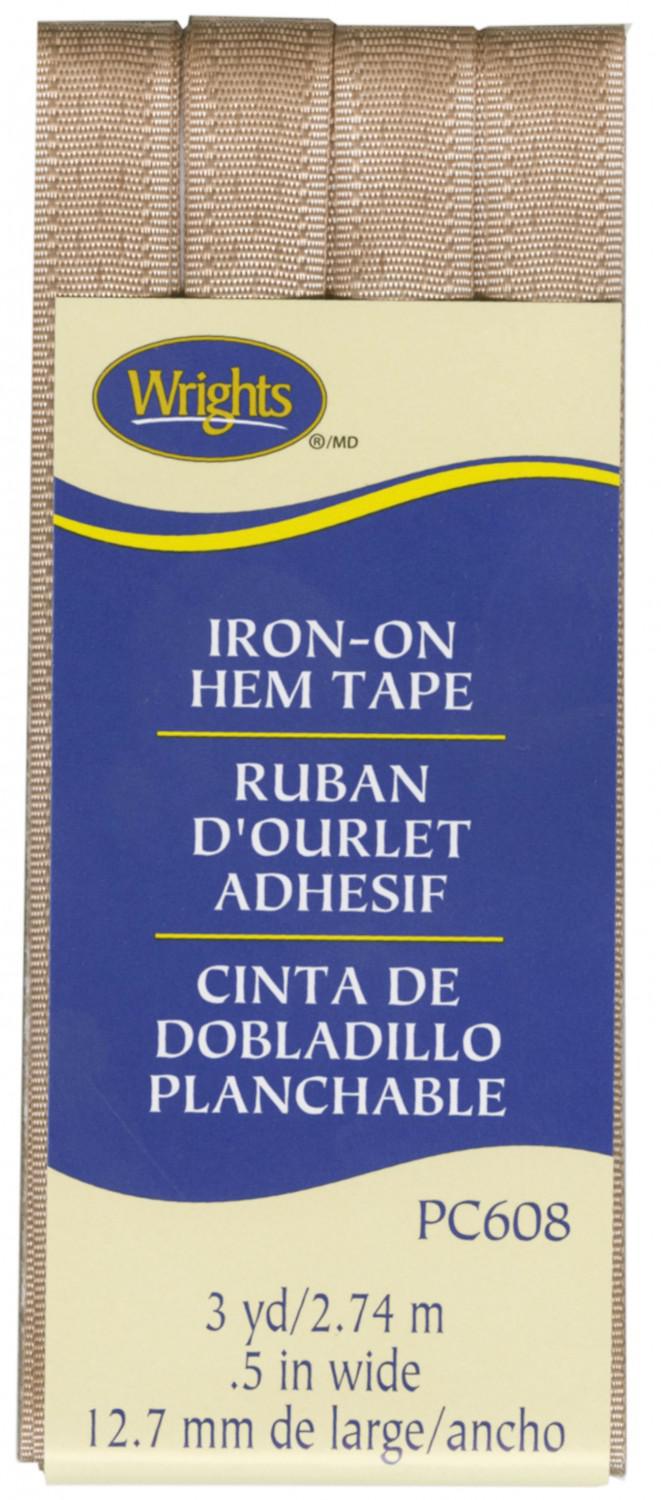 Wrights
®/MD
IRON-ON
HEM TAPE
RUBAN
D'OURLET
ADHESIF
CINTA DE
DOBLADILLO
PLANCHABLE
PC608
3 yd/2.74 m
.5 in wide
12.7 mm de large/ancho